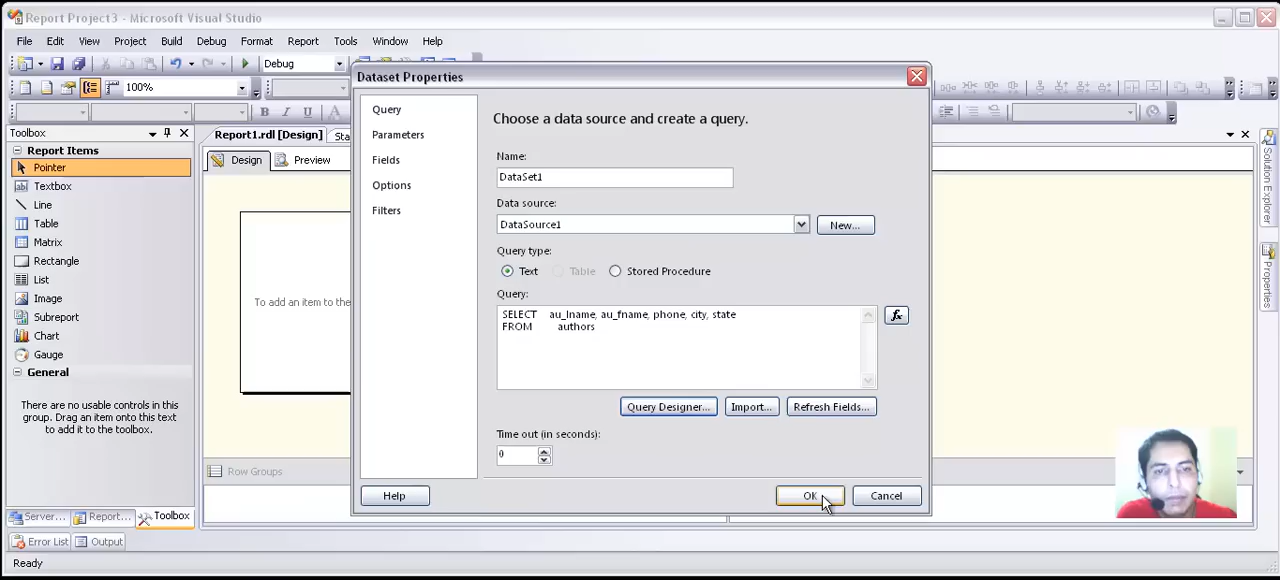 Report Project3 - Microsoft Visual Studio
File Edit View Project Build Debug Format Report Tools Window Help
Debug
100%
B I U A
Toolbox
Report Items
Pointer
Textbox
Line
Table
Matrix
Rectangle
List
Image
Subreport
Chart
Gauge
General
There are no usable controls in this
group. Drag an item onto this text
to add it to the toolbox.
Server... Report... Toolbox
Error List Output
Ready
Report1.rdl [Design] Sta
Design Preview
To add an item to the
Row Groups
Dataset Properties
Query
Parameters
Fields
Options
Filters
Choose a data source and create a query.
Name:
DataSet1
Data source:
DataSource1
New...
Query type:
Text Table Stored Procedure
Query:
SELECT au_lname, au_fname, phone, city, state
FROM authors
fx
Query Designer... Import... Refresh Fields...
Time out (in seconds):
0
Help OK Cancel
Solution Explorer
Properties